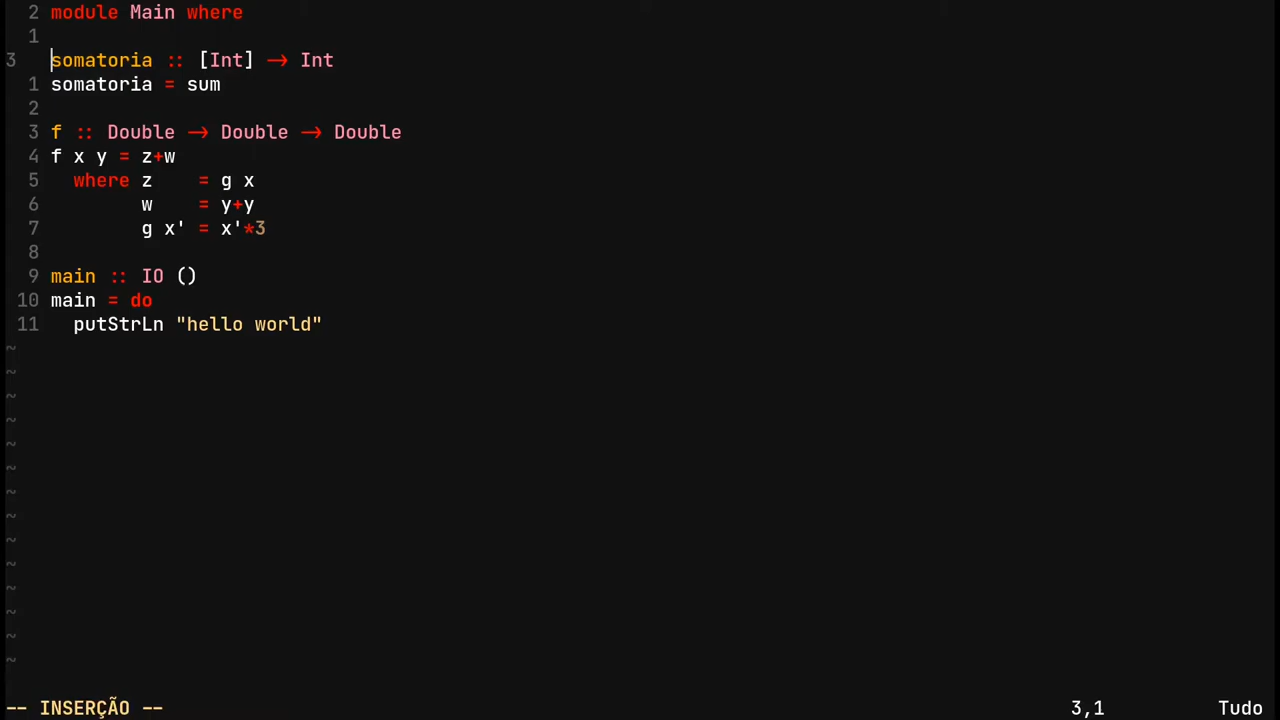 2 module Main where
1
3 somatoria :: [Int] -> Int
1 somatoria = sum
2
3 f :: Double -> Double -> Double
4 f x y = z+w
5   where z    = g x
6         w    = y+y
7         g x' = x'*3
8
9 main :: IO ()
10 main = do
11   putStrLn "hello world"
~
~
~
~
~
~
~
~
~
~
~
~
~
~
-- INSERÇÃO -- 3,1 Tudo